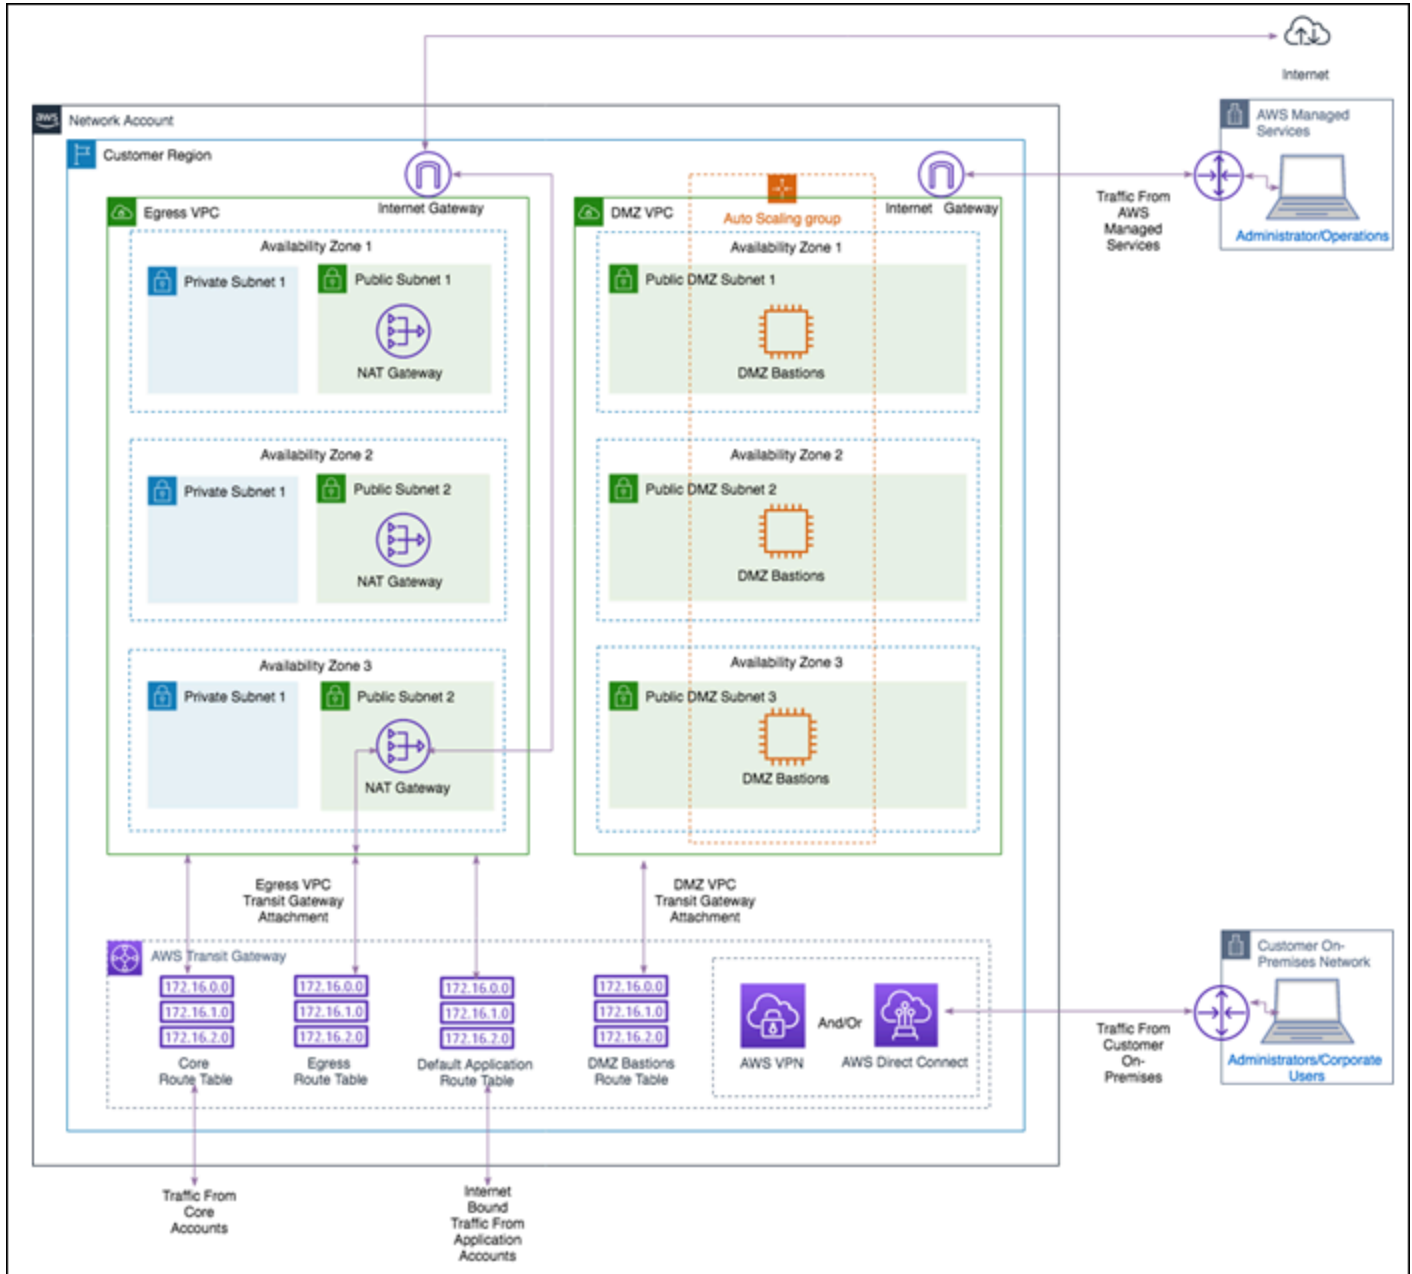 Internet
aws
Network Account
AWS Managed
Services
Customer Region
Internet Gateway
Internet Gateway
Traffic From
AWS
Managed
Services
Administrator/Operations
Egress VPC
DMZ VPC
Auto Scaling group
Availability Zone 1
Private Subnet 1
Public Subnet 1
NAT Gateway
Availability Zone 2
Private Subnet 1
Public Subnet 2
NAT Gateway
Availability Zone 3
Private Subnet 1
Public Subnet 2
NAT Gateway
Availability Zone 1
Public DMZ Subnet 1
DMZ Bastions
Availability Zone 2
Public DMZ Subnet 2
DMZ Bastions
Availability Zone 3
Public DMZ Subnet 3
DMZ Bastions
Egress VPC
Transit Gateway
Attachment
DMZ VPC
Transit Gateway
Attachment
AWS Transit Gateway
172.16.0.0
172.16.1.0
172.16.2.0
Core
Route Table
172.16.0.0
172.16.1.0
172.16.2.0
Egress
Route Table
172.16.0.0
172.16.1.0
172.16.2.0
Default Application
Route Table
172.16.0.0
172.16.1.0
172.16.2.0
DMZ Bastions
Route Table
AWS VPN
And/Or
AWS Direct Connect
Traffic From
Customer
On-
Premises
Customer On-
Premises Network
Administrators/Corporate
Users
Traffic From
Core
Accounts
Internet
Bound
Traffic From
Application
Accounts